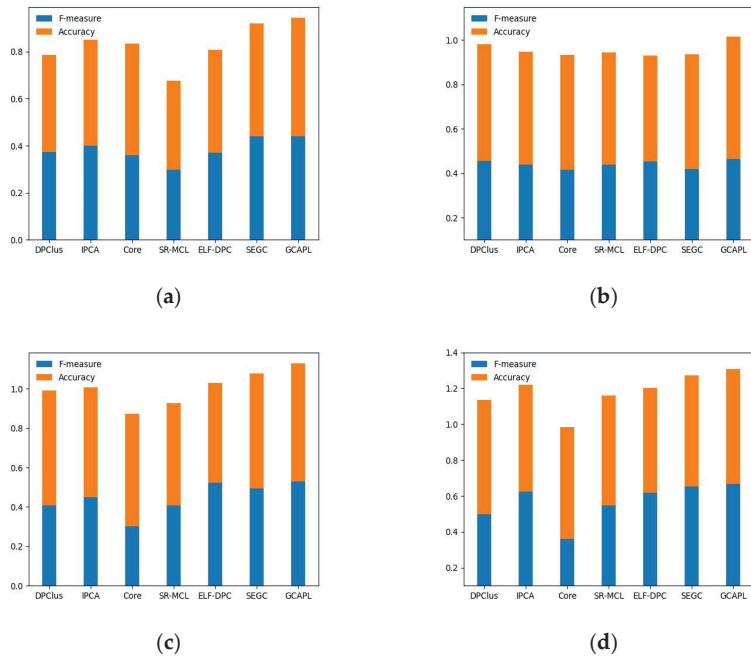 F-measure
Accuracy
0.8
0.6
0.4
0.2
0.0
DPClus IPCA Core SR-MCL ELF-DPC SEGC GCAPL
(a)
F-measure
Accuracy
1.0
0.8
0.6
0.4
0.2
DPClus IPCA Core SR-MCL ELF-DPC SEGC GCAPL
(b)
F-measure
Accuracy
1.0
0.8
0.6
0.4
0.2
0.0
DPClus IPCA Core SR-MCL ELF-DPC SEGC GCAPL
(c)
1.4
F-measure
Accuracy
1.2
1.0
0.8
0.6
0.4
0.2
DPClus IPCA Core SR-MCL ELF-DPC SEGC GCAPL
(d)